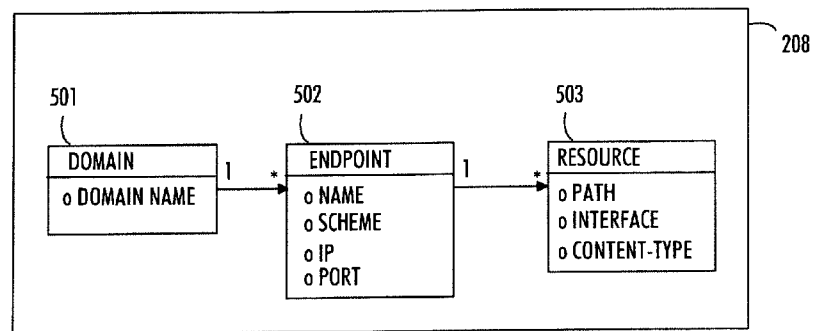 208
501
502
503
DOMAIN
o DOMAIN NAME
1
*
ENDPOINT
o NAME
o SCHEME
o IP
o PORT
1
*
RESOURCE
o PATH
o INTERFACE
o CONTENT-TYPE